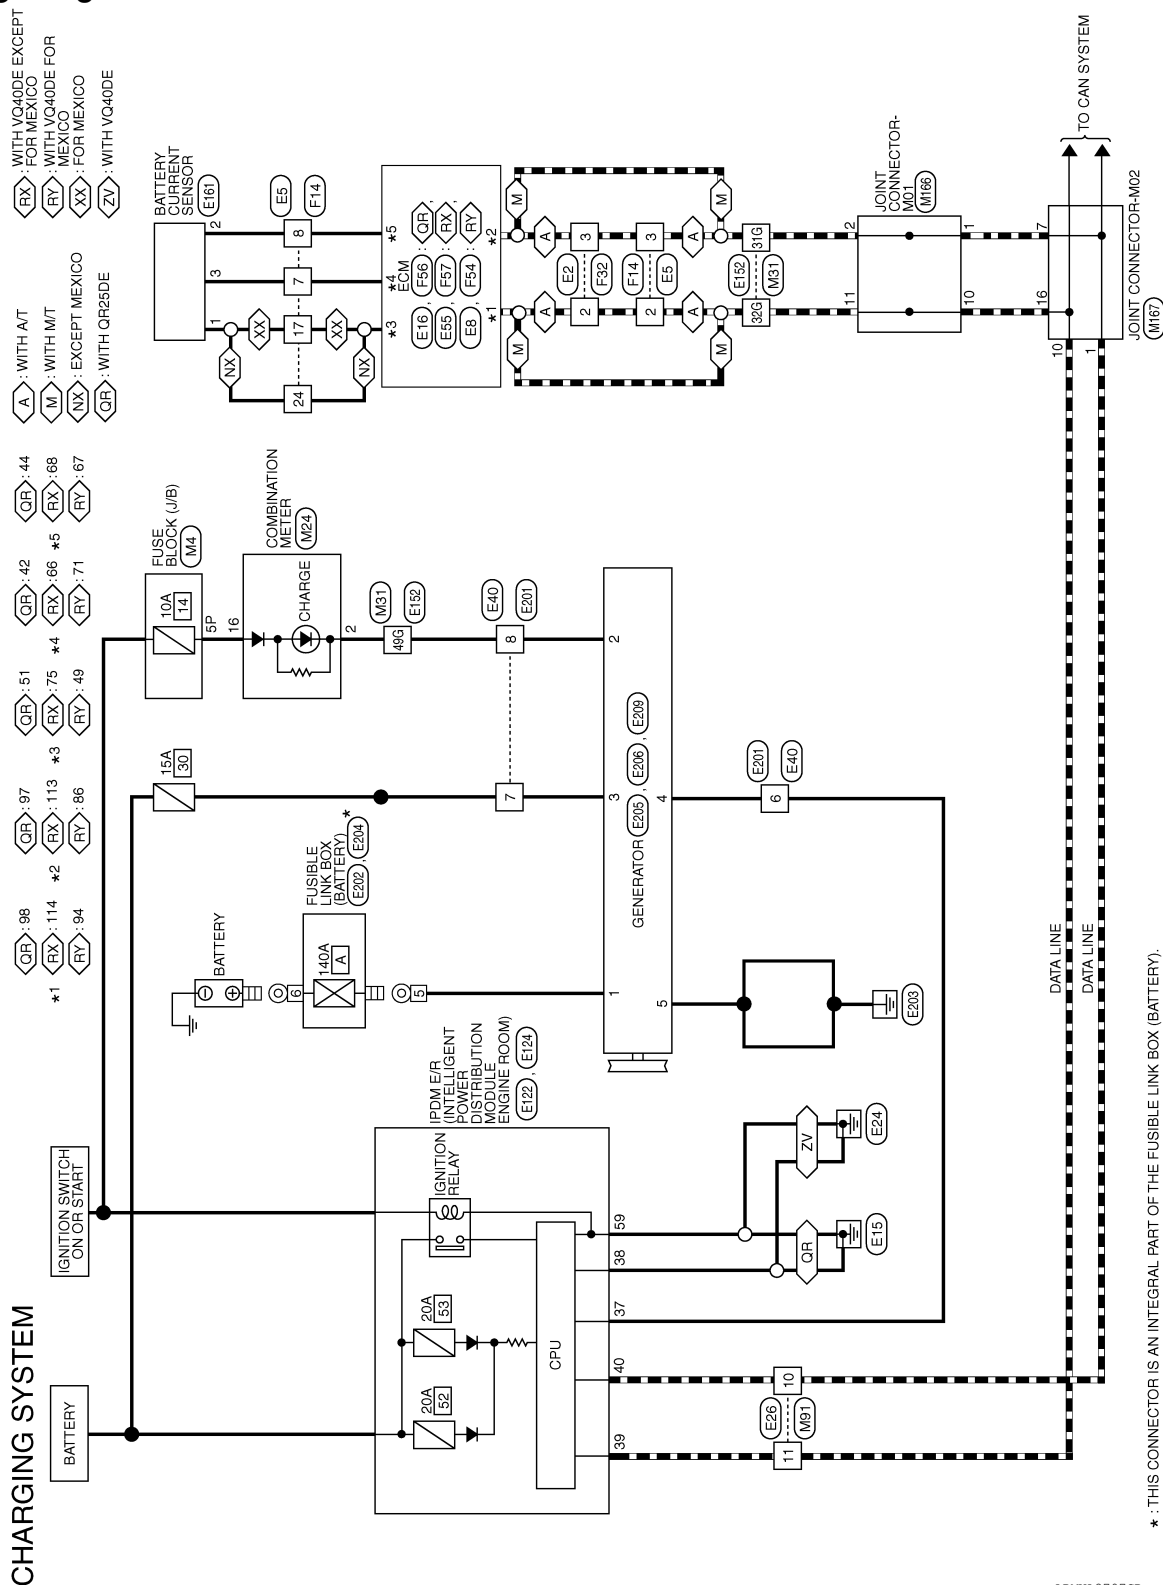 CHARGING SYSTEM
BATTERY
IGNITION SWITCH
ON OR START
*1
QR : 98
RX : 114
RY : 94
*2
QR : 97
RX : 113
RY : 86
*3
QR : 51
RX : 75
RY : 49
*4
QR : 42
RX : 66
RY : 71
*5
QR : 44
RX : 68
RY : 67
A : WITH A/T
M : WITH M/T
NX : EXCEPT MEXICO
QR : WITH QR25DE
RX : WITH VQ40DE EXCEPT
FOR MEXICO
RY : WITH VQ40DE FOR
MEXICO
XX : FOR MEXICO
ZV : WITH VQ40DE
15A
30
FUSE
BLOCK (J/B)
M4
10A
14
5P
16
COMBINATION
METER
M24
CHARGE
2
M31
49G
E152
E40
8
E201
7
BATTERY
6
FUSIBLE
LINK BOX
(BATTERY) *
E202 , E204
140A
A
5
IPDM E/R
(INTELLIGENT
POWER
DISTRIBUTION
MODULE
ENGINE ROOM)
E122 , E124
IGNITION
RELAY
20A
52
20A
53
CPU
39
40
37
38
59
1
3
2
GENERATOR E205 , E206 , E209
5
4
E201
6
E40
E203
QR
E15
ZV
E24
E26
11
10
M91
BATTERY
CURRENT
SENSOR
E161
1
3
2
E5
F14
NX
XX
24
17
7
8
NX
XX
*3
*4
*5
ECM
E16 , F56 : QR ,
E55 , F57 : RX ,
E8 , F54 : RY
*1
*2
M
M
A
A
2
E2
F32
3
2
F14
E5
3
A
A
M
M
32G
E152
M31
31G
11
2
JOINT
CONNECTOR-
M01
M166
10
1
16
7
10
1
JOINT CONNECTOR-M02
M167
TO CAN SYSTEM
DATA LINE
DATA LINE
* : THIS CONNECTOR IS AN INTEGRAL PART OF THE FUSIBLE LINK BOX (BATTERY).